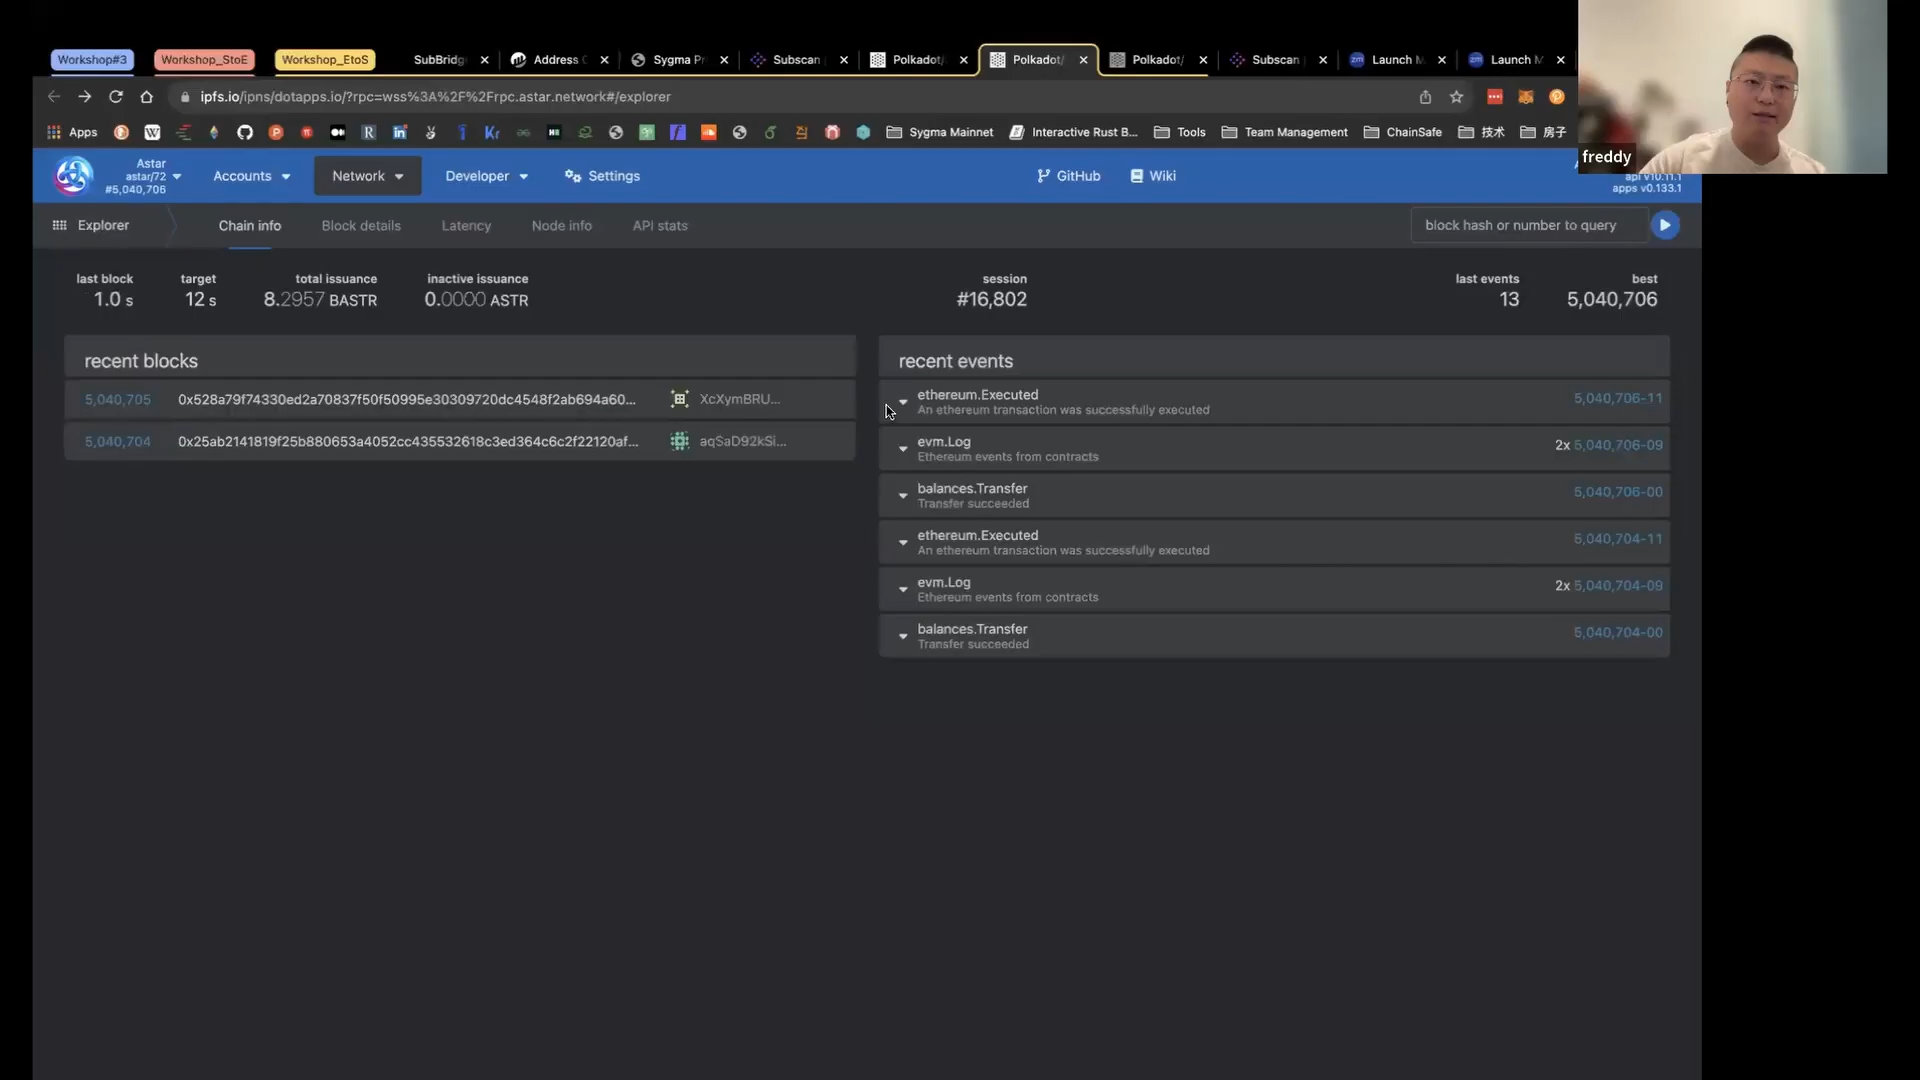 Workshop#3
Workshop_StoE
Workshop_EtoS
SubBridg
Address
Sygma P
Subscan
Polkadot/
Polkadot/
Polkadot/
Subscan
Launch M
Launch M
ipfs.io/ipns/dotapps.io/?rpc=wss%3A%2F%2Frpc.astar.network#/explorer
Apps
Sygma Mainnet
Interactive Rust B...
Tools
Team Management
ChainSafe
技术
房子
freddy
Astar
astar/72
#5,040,706
Accounts
Network
Developer
Settings
GitHub
Wiki
api v10.11.1
apps v0.133.1
Explorer
Chain info
Block details
Latency
Node info
API stats
block hash or number to query
last block
1.0 s
target
12 s
total issuance
8.2957 BASTR
inactive issuance
0.0000 ASTR
session
#16,802
last events
13
best
5,040,706
recent blocks
5,040,705 0x528a79f74330ed2a70837f50f50995e30309720dc4548f2ab694a60... XcXymBRU...
5,040,704 0x25ab2141819f25b880653a4052cc435532618c3ed364c6c2f22120af... aqSaD92kSi...
recent events
ethereum.Executed
An ethereum transaction was successfully executed
5,040,706-11
evm.Log
Ethereum events from contracts
2x 5,040,706-09
balances.Transfer
Transfer succeeded
5,040,706-00
ethereum.Executed
An ethereum transaction was successfully executed
5,040,704-11
evm.Log
Ethereum events from contracts
2x 5,040,704-09
balances.Transfer
Transfer succeeded
5,040,704-00